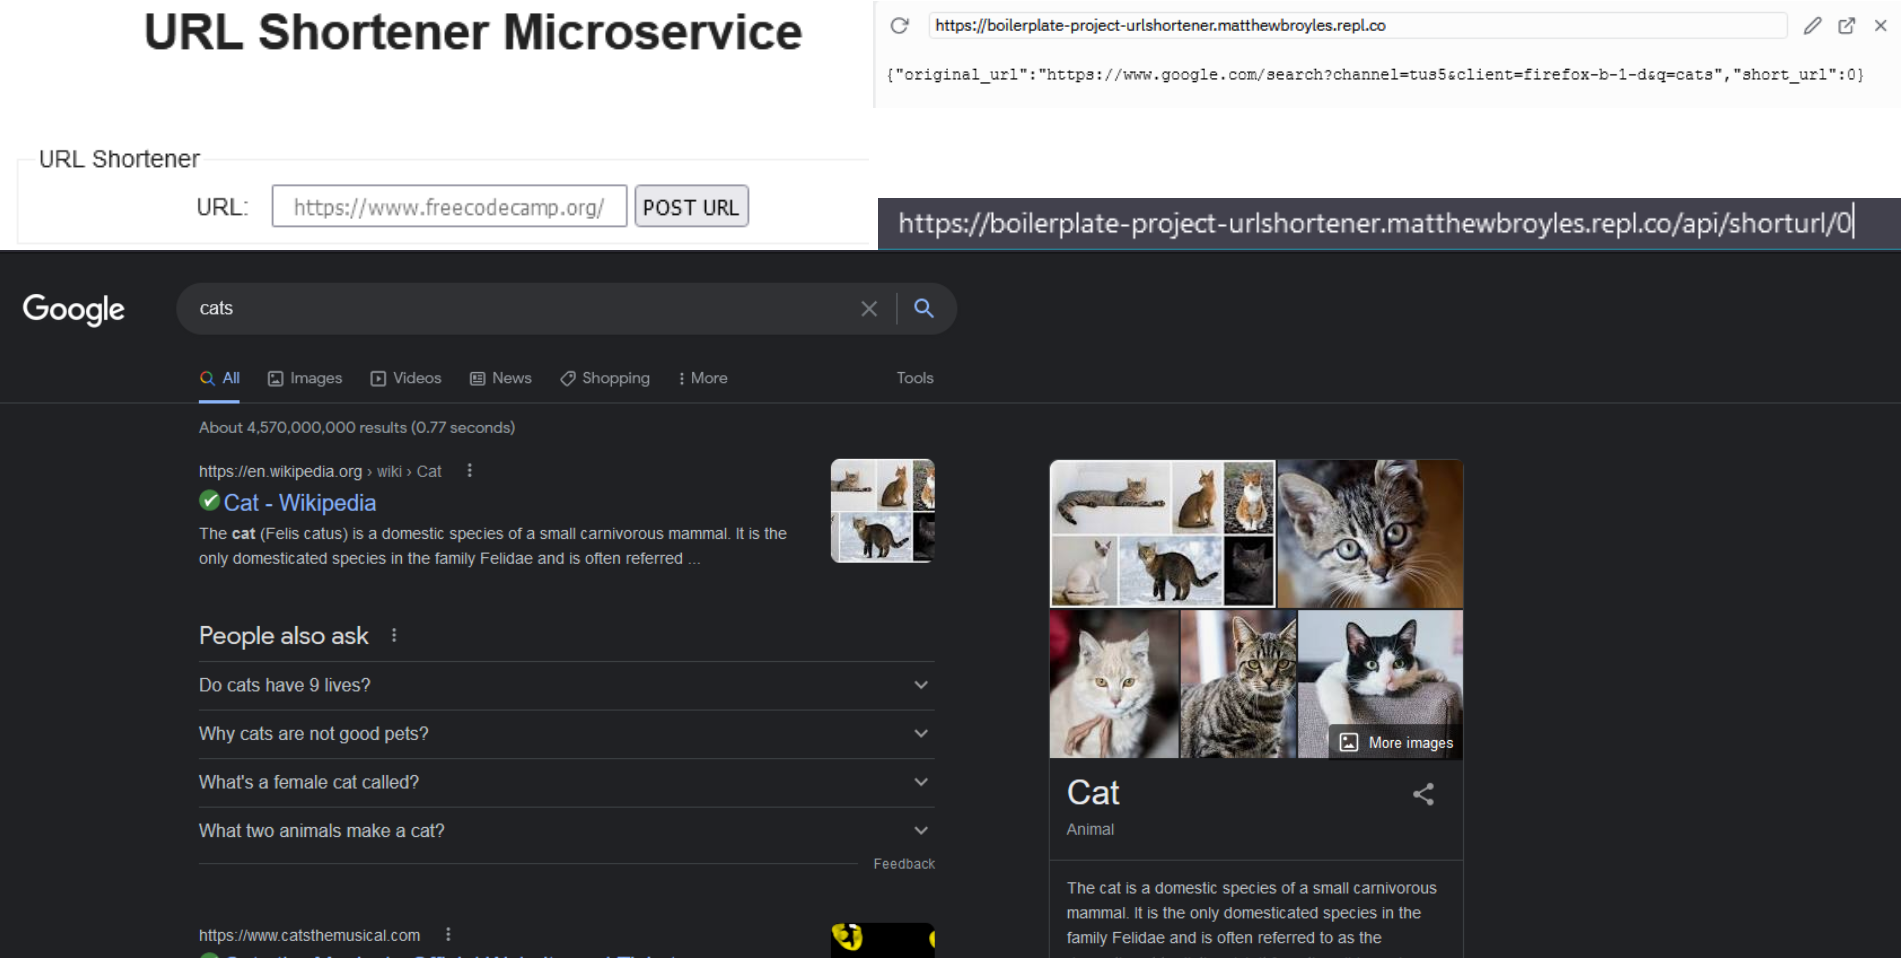 URL Shortener Microservice
URL Shortener
URL:
https://www.freecodecamp.org/
POST URL
https://boilerplate-project-urlshortener.matthewbroyles.repl.co
{"original_url":"https://www.google.com/search?channel=tus5&client=firefox-b-1-d&q=cats","short_url":0}
https://boilerplate-project-urlshortener.matthewbroyles.repl.co/api/shorturl/0
Google
cats
All Images Videos News Shopping More Tools
About 4,570,000,000 results (0.77 seconds)
https://en.wikipedia.org › wiki › Cat
Cat - Wikipedia
The cat (Felis catus) is a domestic species of a small carnivorous mammal. It is the
only domesticated species in the family Felidae and is often referred ...
People also ask
Do cats have 9 lives?
Why cats are not good pets?
What's a female cat called?
What two animals make a cat?
Feedback
https://www.catsthemusical.com
More images
Cat
Animal
The cat is a domestic species of a small carnivorous
mammal. It is the only domesticated species in the
family Felidae and is often referred to as the